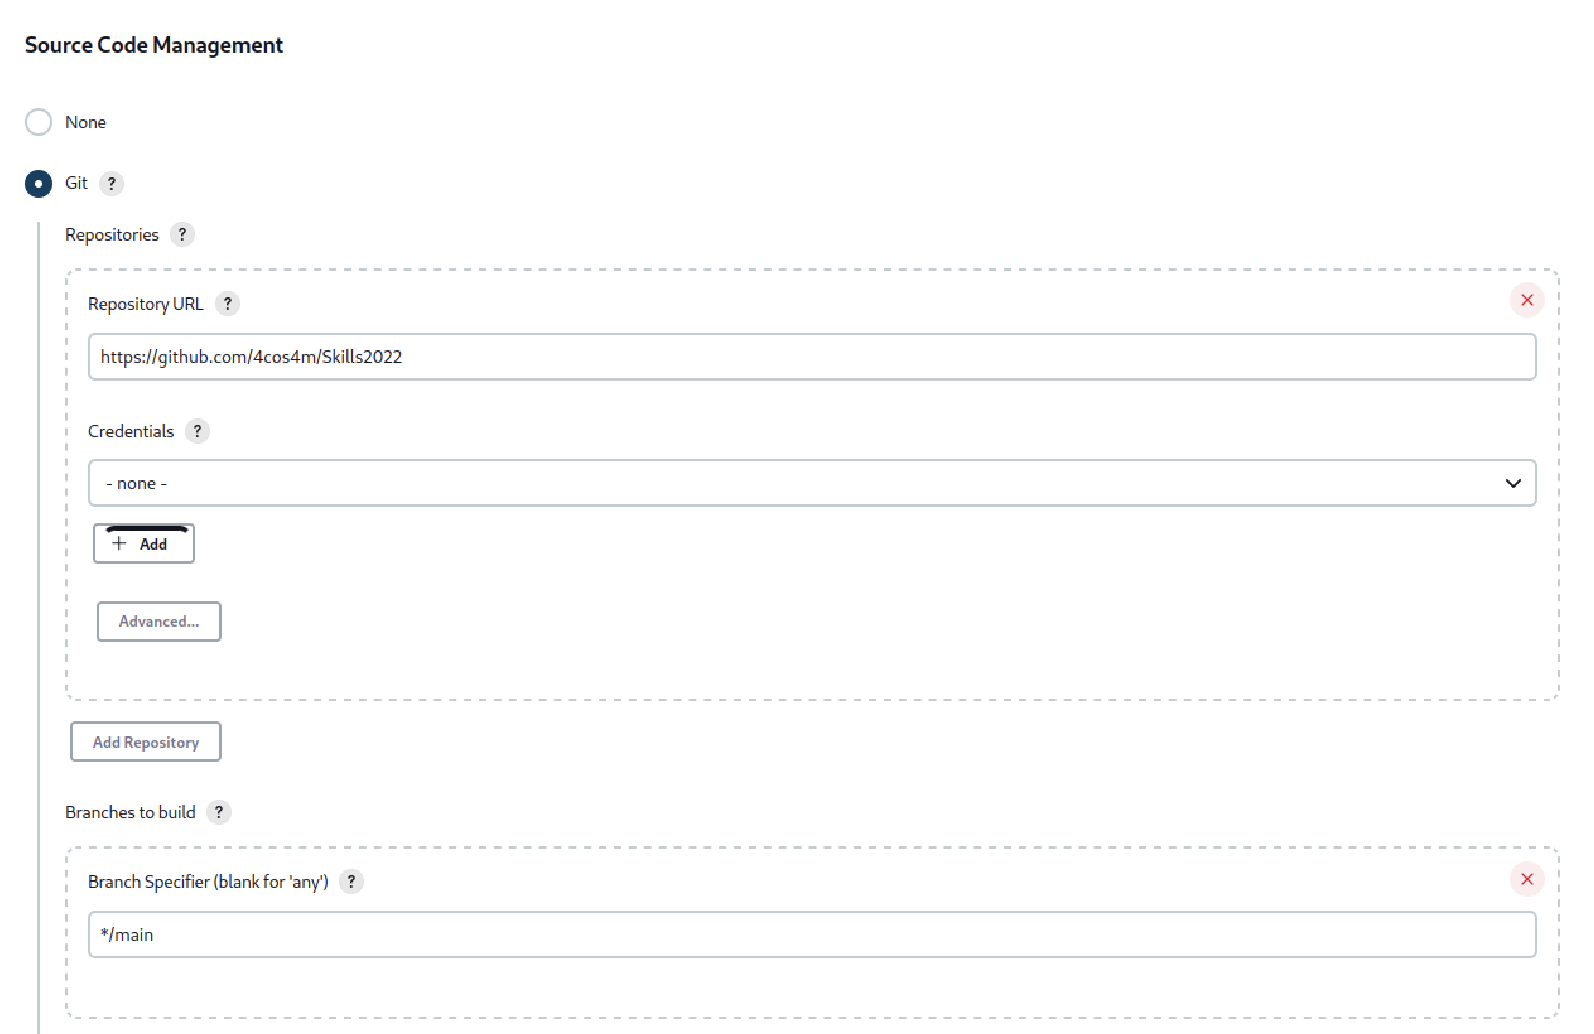 Source Code Management
None
Git ?
Repositories ?
Repository URL ?
https://github.com/4cos4m/Skills2022
Credentials ?
- none -
+ Add
Advanced...
Add Repository
Branches to build ?
Branch Specifier (blank for 'any') ?
*/main